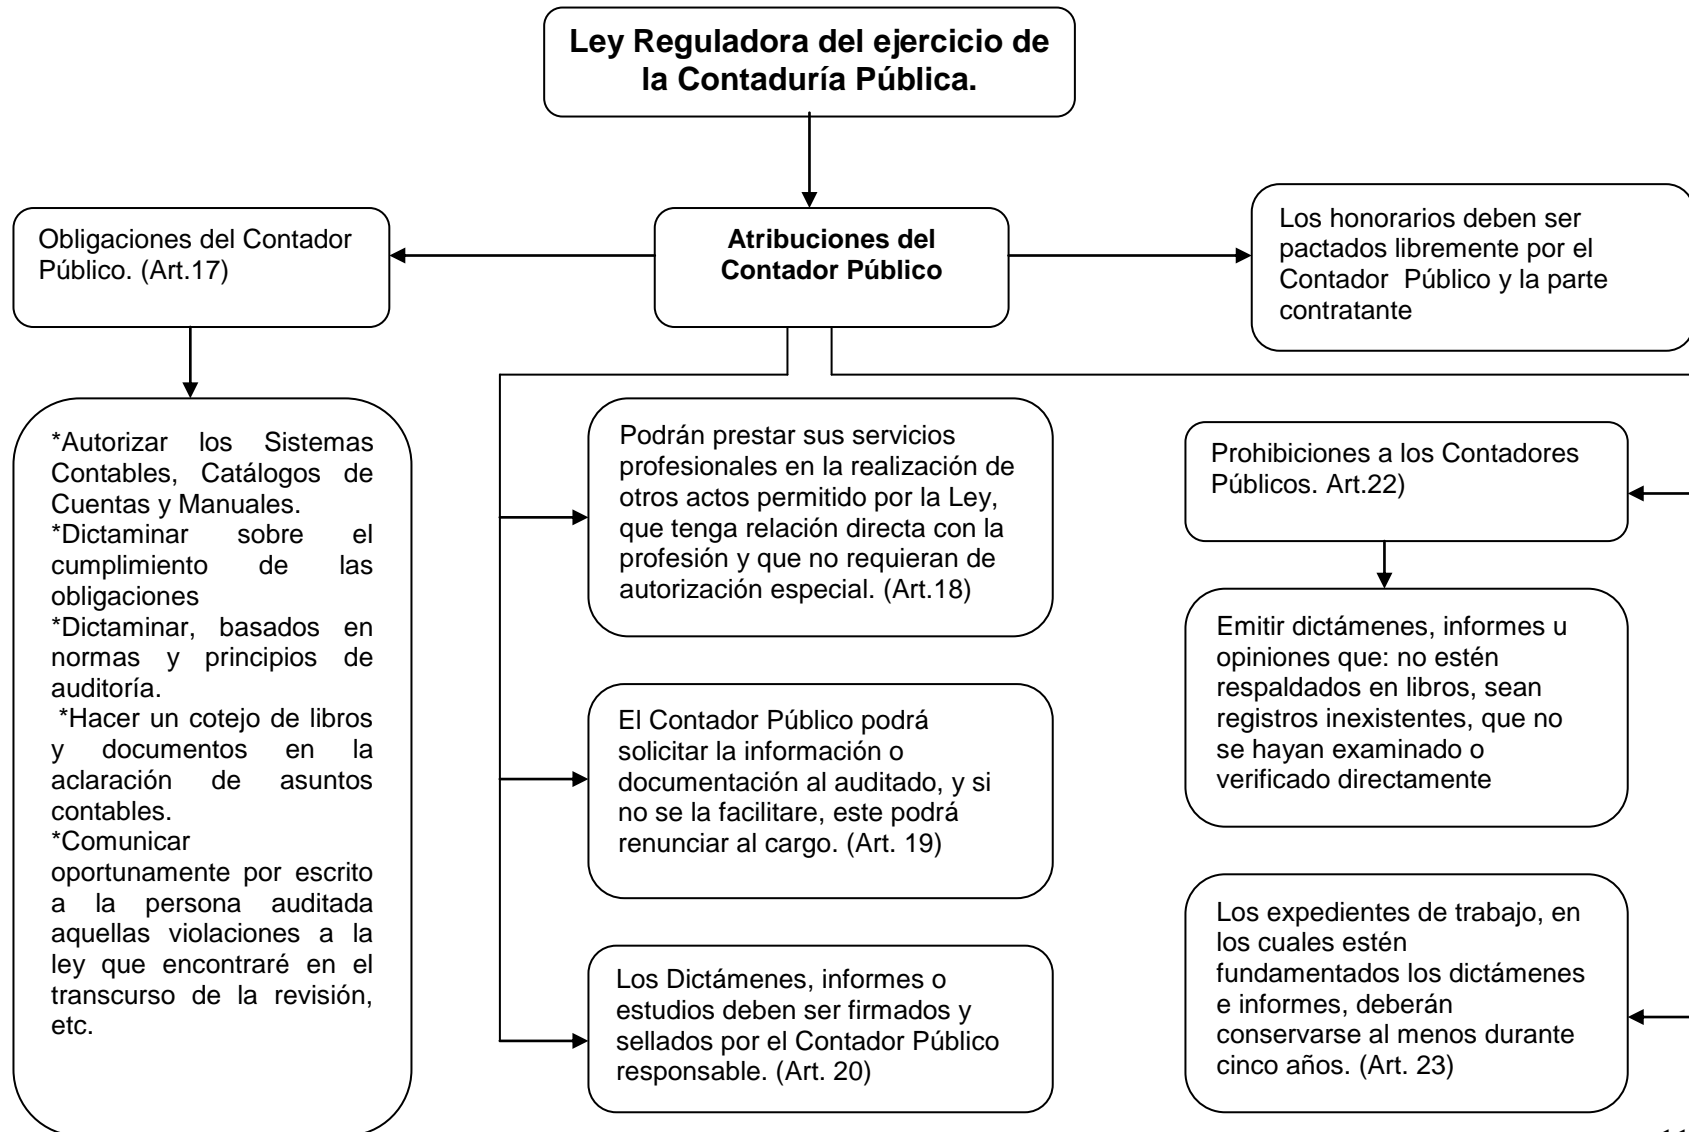 Ley Reguladora del ejercicio de
la Contaduría Pública.
Obligaciones del Contador
Público. (Art.17)
Atribuciones del
Contador Público
Los honorarios deben ser
pactados libremente por el
Contador  Público y la parte
contratante
*Autorizar los Sistemas
Contables, Catálogos de
Cuentas y Manuales.
*Dictaminar sobre el
cumplimiento de las
obligaciones
*Dictaminar, basados en
normas y principios de
auditoría.
*Hacer un cotejo de libros
y documentos en la
aclaración de asuntos
contables.
*Comunicar
oportunamente por escrito
a la persona auditada
aquellas violaciones a la
ley que encontraré en el
transcurso de la revisión,
etc.
Podrán prestar sus servicios
profesionales en la realización de
otros actos permitido por la Ley,
que tenga relación directa con la
profesión y que no requieran de
autorización especial. (Art.18)
El Contador Público podrá
solicitar la información o
documentación al auditado, y si
no se la facilitare, este podrá
renunciar al cargo. (Art. 19)
Los Dictámenes, informes o
estudios deben ser firmados y
sellados por el Contador Público
responsable. (Art. 20)
Prohibiciones a los Contadores
Públicos. Art.22)
Emitir dictámenes, informes u
opiniones que: no estén
respaldados en libros, sean
registros inexistentes, que no
se hayan examinado o
verificado directamente
Los expedientes de trabajo, en
los cuales estén
fundamentados los dictámenes
e informes, deberán
conservarse al menos durante
cinco años. (Art. 23)